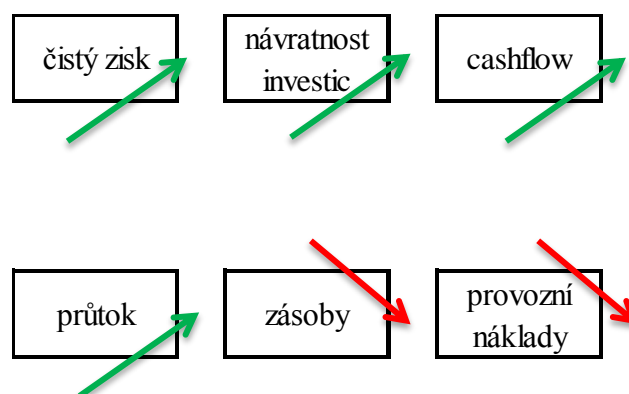 čistý zisk
návratnost
investic
cashflow
průtok
zásoby
provozní
náklady